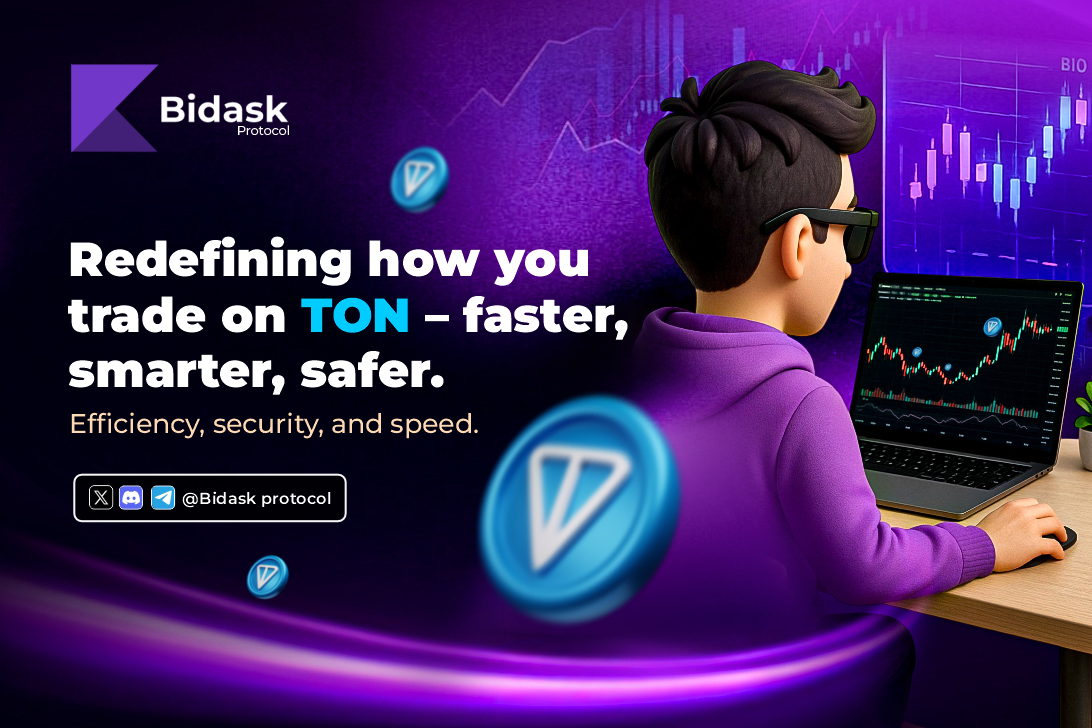 Bidask
Protocol
BIO
Redefining how you
trade on TON – faster,
smarter, safer.
Efficiency, security, and speed.
@Bidask protocol